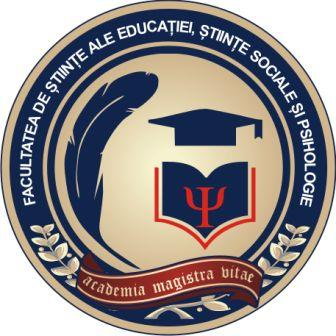 FACULTATEA DE ȘTIINȚE ALE EDUCAȚIEI, ȘTIINȚE SOCIALE ȘI PSIHOLOGIE
Ψ
academia magistra vitae